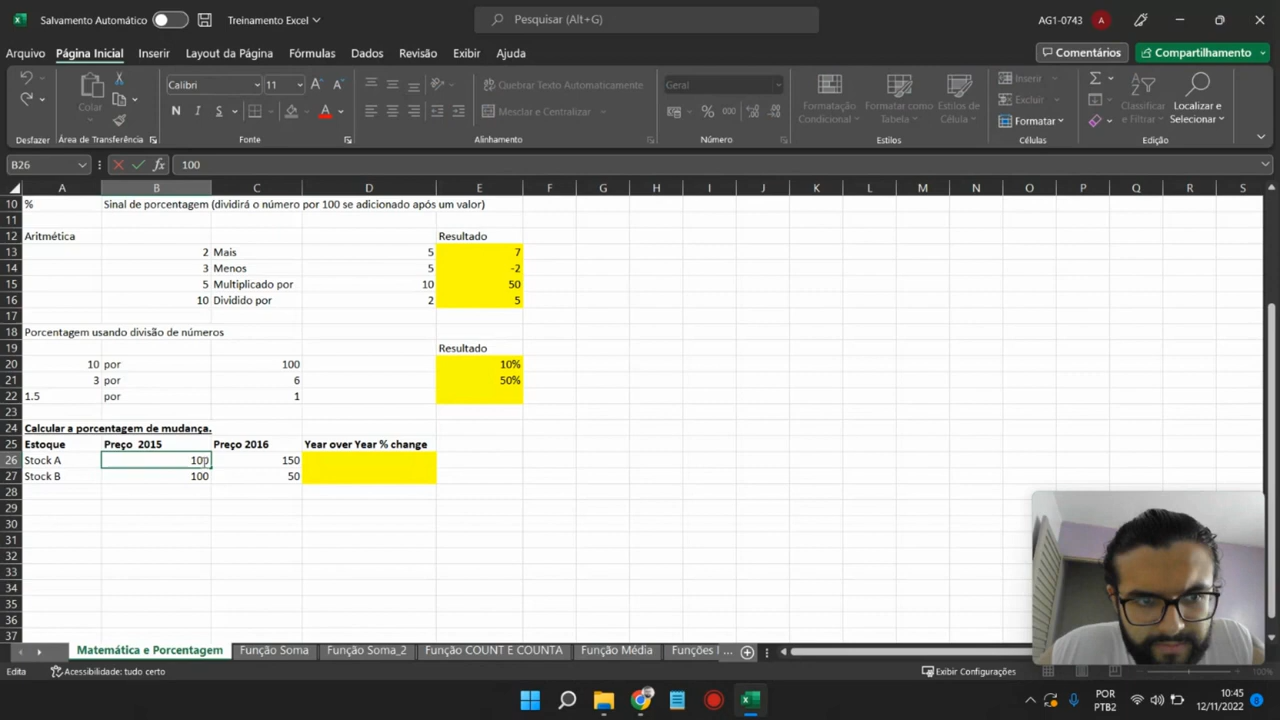 Salvamento Automático
Treinamento Excel
Pesquisar (Alt+G)
AG1-0743
A
Arquivo
Página Inicial
Inserir
Layout da Página
Fórmulas
Dados
Revisão
Exibir
Ajuda
Comentários
Compartilhamento
Colar
Calibri
11
N I S
Quebrar Texto Automaticamente
Mesclar e Centralizar
Geral
% 000
Formatação Condicional
Formatar como Tabela
Estilos de Célula
Inserir
Excluir
Formatar
Classificar e Filtrar
Localizar e Selecionar
Desfazer
Área de Transferência
Fonte
Alinhamento
Número
Estilos
Células
Edição
B26 fx 100
A B C D E F G H I J K L M N O P Q R S
10 % Sinal de porcentagem (dividirá o número por 100 se adicionado após um valor)
11
12 Aritmética Resultado
13 2 Mais 5 7
14 3 Menos 5 -2
15 5 Multiplicado por 10 50
16 10 Dividido por 2 5
17
18 Porcentagem usando divisão de números
19 Resultado
20 10 por 100 10%
21 3 por 6 50%
22 1.5 por 1
23
24 Calcular a porcentagem de mudança.
25 Estoque Preço 2015 Preço 2016 Year over Year % change
26 Stock A 100 150
27 Stock B 100 50
28
29
30
31
32
33
34
35
36
37
Matemática e Porcentagem
Função Soma
Função Soma_2
Função COUNT E COUNTA
Função Média
Funções I ...
Edita
Acessibilidade: tudo certo
Exibir Configurações
100%
POR
PTB2
10:45
12/11/2022
8